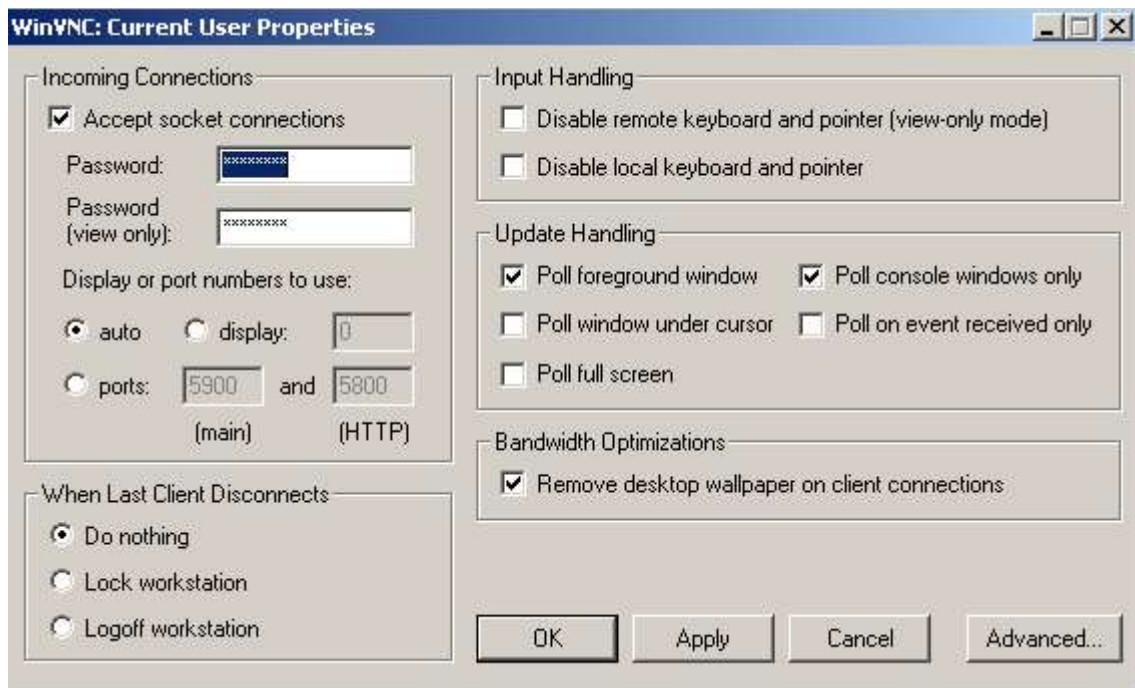 WinVNC: Current User Properties
Incoming Connections
Accept socket connections
Password:
********
Password
(view only):
********
Display or port numbers to use:
auto
display:
0
ports:
5900
and
5800
(main)
(HTTP)
When Last Client Disconnects
Do nothing
Lock workstation
Logoff workstation
Input Handling
Disable remote keyboard and pointer (view-only mode)
Disable local keyboard and pointer
Update Handling
Poll foreground window
Poll console windows only
Poll window under cursor
Poll on event received only
Poll full screen
Bandwidth Optimizations
Remove desktop wallpaper on client connections
OK
Apply
Cancel
Advanced...